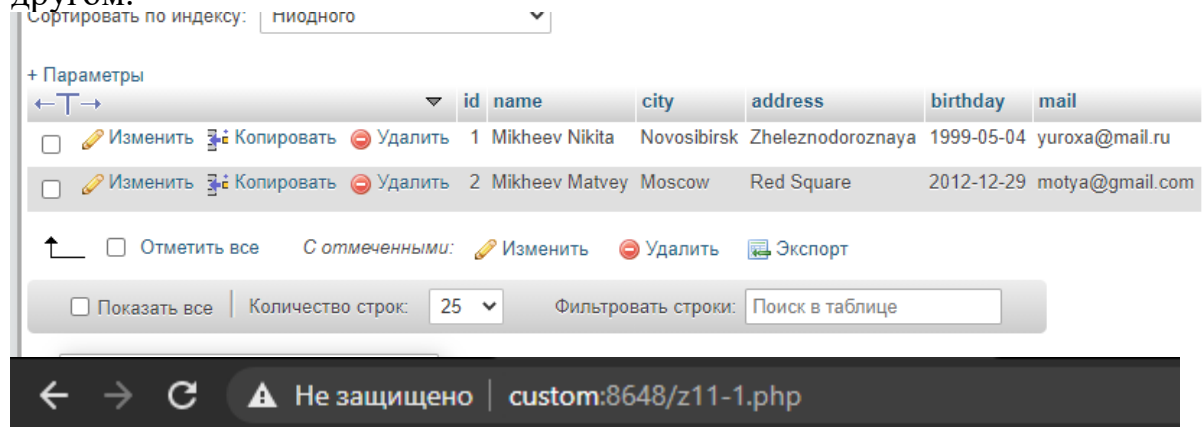 другом.
Сортировать по индексу: Ниодного
+ Параметры
←T→ id name city address birthday mail
Изменить Копировать Удалить 1 Mikheev Nikita Novosibirsk Zheleznodoroznaya 1999-05-04 yuroxa@mail.ru
Изменить Копировать Удалить 2 Mikheev Matvey Moscow Red Square 2012-12-29 motya@gmail.com
Отметить все С отмеченными: Изменить Удалить Экспорт
Показать все Количество строк: 25 Фильтровать строки: Поиск в таблице
Не защищено custom:8648/z11-1.php